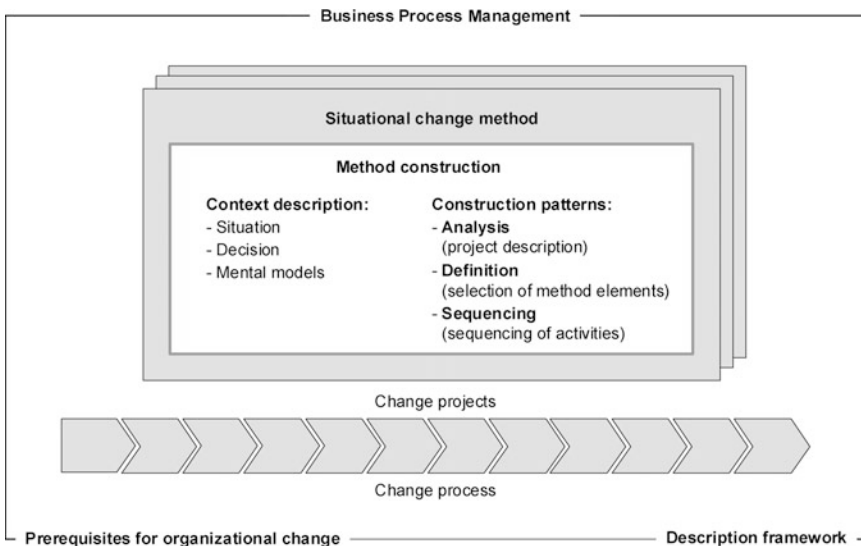 Business Process Management
Situational change method
Method construction
Context description:
- Situation
- Decision
- Mental models
Construction patterns:
- Analysis
(project description)
- Definition
(selection of method elements)
- Sequencing
(sequencing of activities)
Change projects
Change process
Prerequisites for organizational change
Description framework